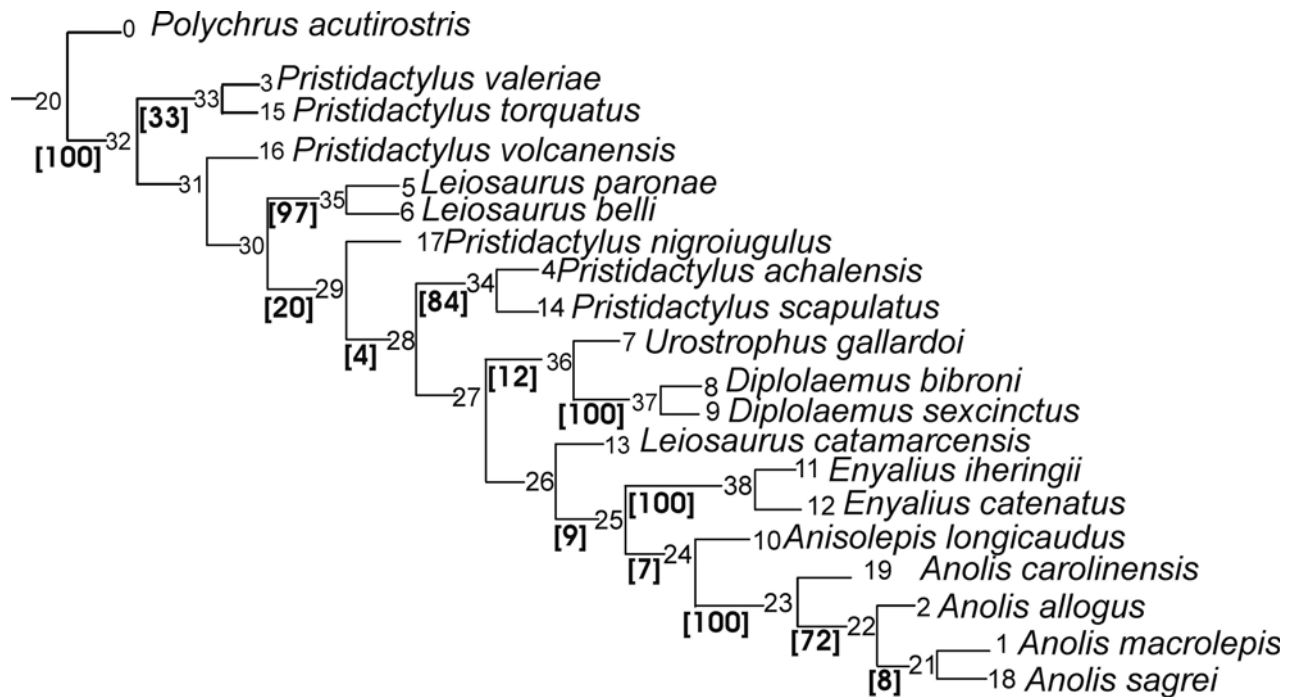 0 Polychrus acutirostris
3 Pristidactylus valeriae
20 33
[33] 15 Pristidactylus torquatus
32
[100] 16 Pristidactylus volcanensis
31 5 Leiosaurus paronae
35
[97] 6 Leiosaurus belli
30 17 Pristidactylus nigroiugulus
4 Pristidactylus achalensis
29 34
[20] [84] 14 Pristidactylus scapulatus
28 7 Urostrophus gallardoi
[4] 36
[12] 8 Diplolaemus bibroni
27 37
[100] 9 Diplolaemus sexcinctus
13 Leiosaurus catamarcensis
26 11 Enyalius iheringii
38
[100] 12 Enyalius catenatus
25
[9] 10 Anisolepis longicaudus
24
[7] 19 Anolis carolinensis
23
[100] 2 Anolis allogus
22
[72] 1 Anolis macrolepis
21
[8] 18 Anolis sagrei